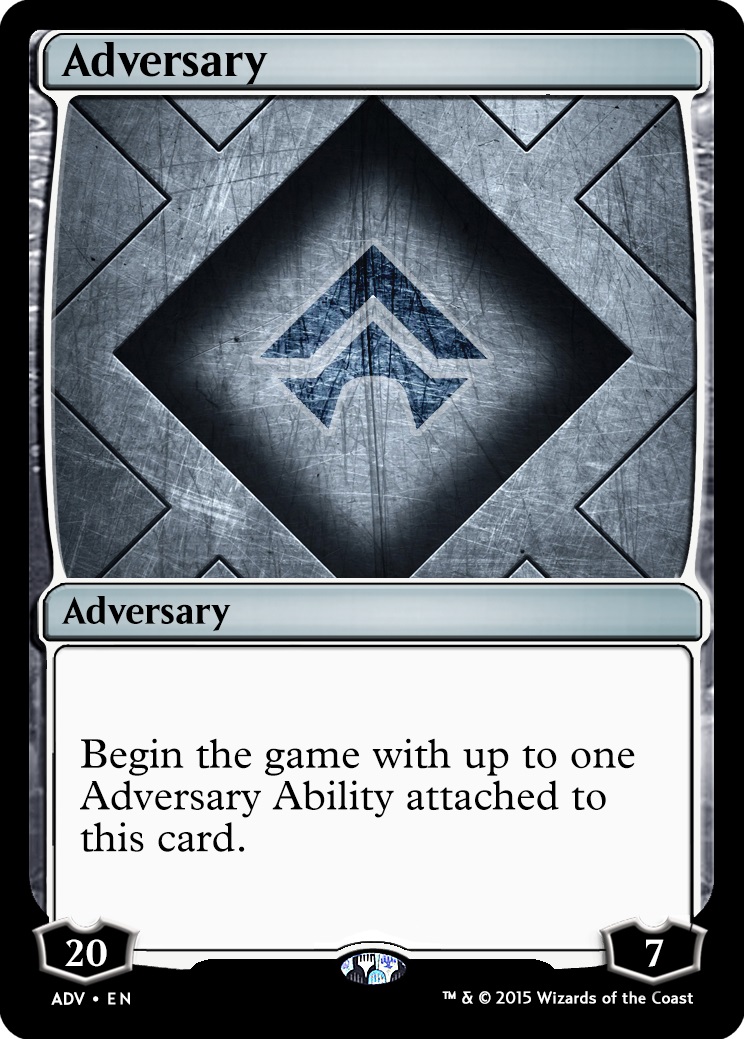 Adversary
Adversary
Begin the game with up to one
Adversary Ability attached to
this card.
20
7
ADV • EN
™ & © 2015 Wizards of the Coast